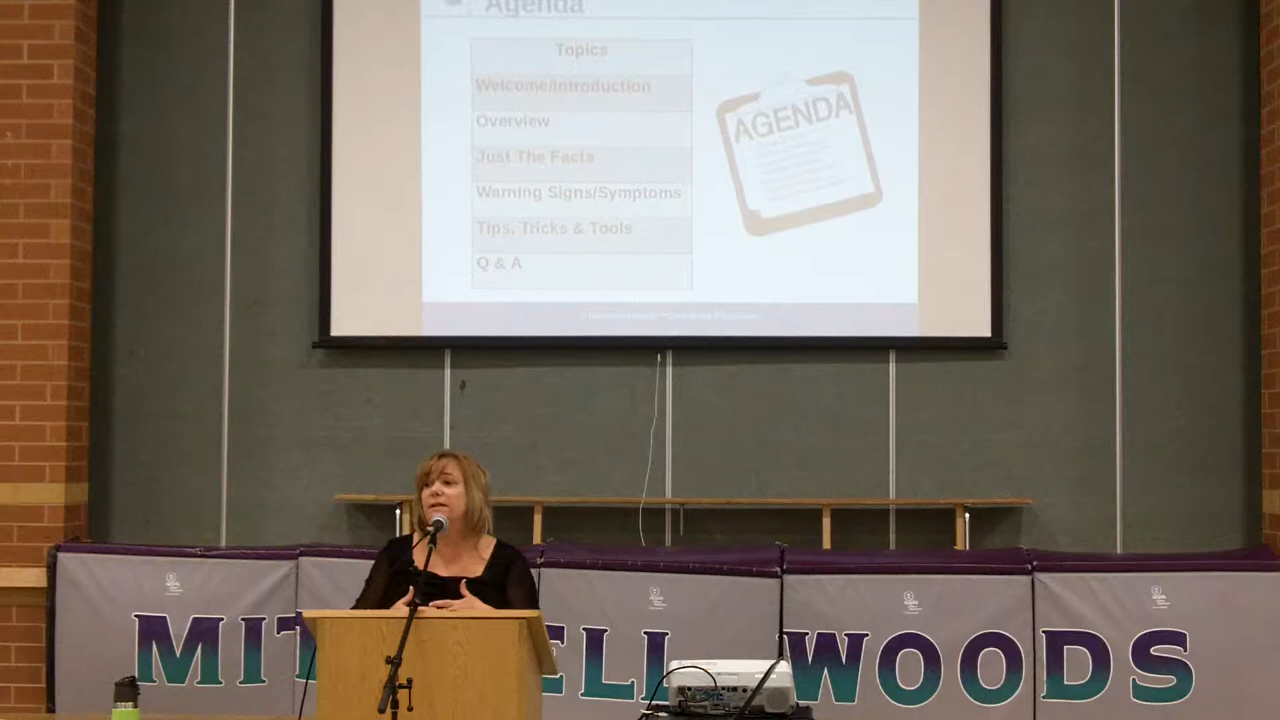 Agenda
Topics
Welcome/Introduction
Overview
Just The Facts
Warning Signs/Symptoms
Tips, Tricks & Tools
Q & A
AGENDA
MIT ELL WOODS